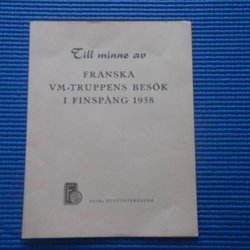 Till minne av
FRANSKA
VM-TRUPPENS BESÖK
I FINSPÅNG 1958